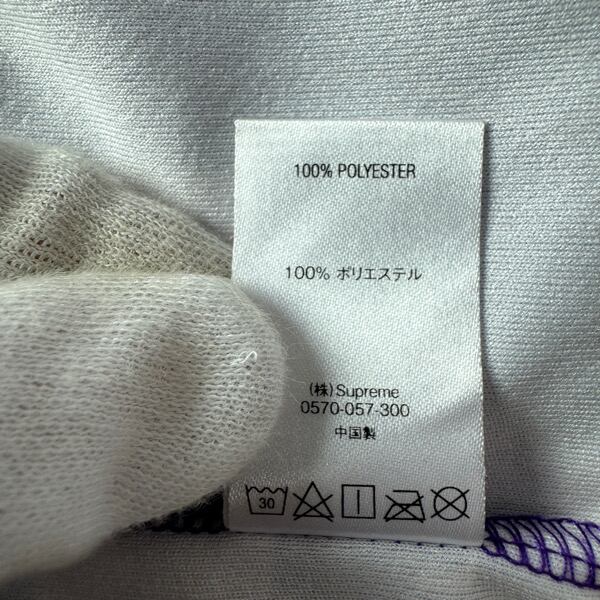 100% POLYESTER
100% ポリエステル
(株)Supreme
0570-057-300
中国製
30